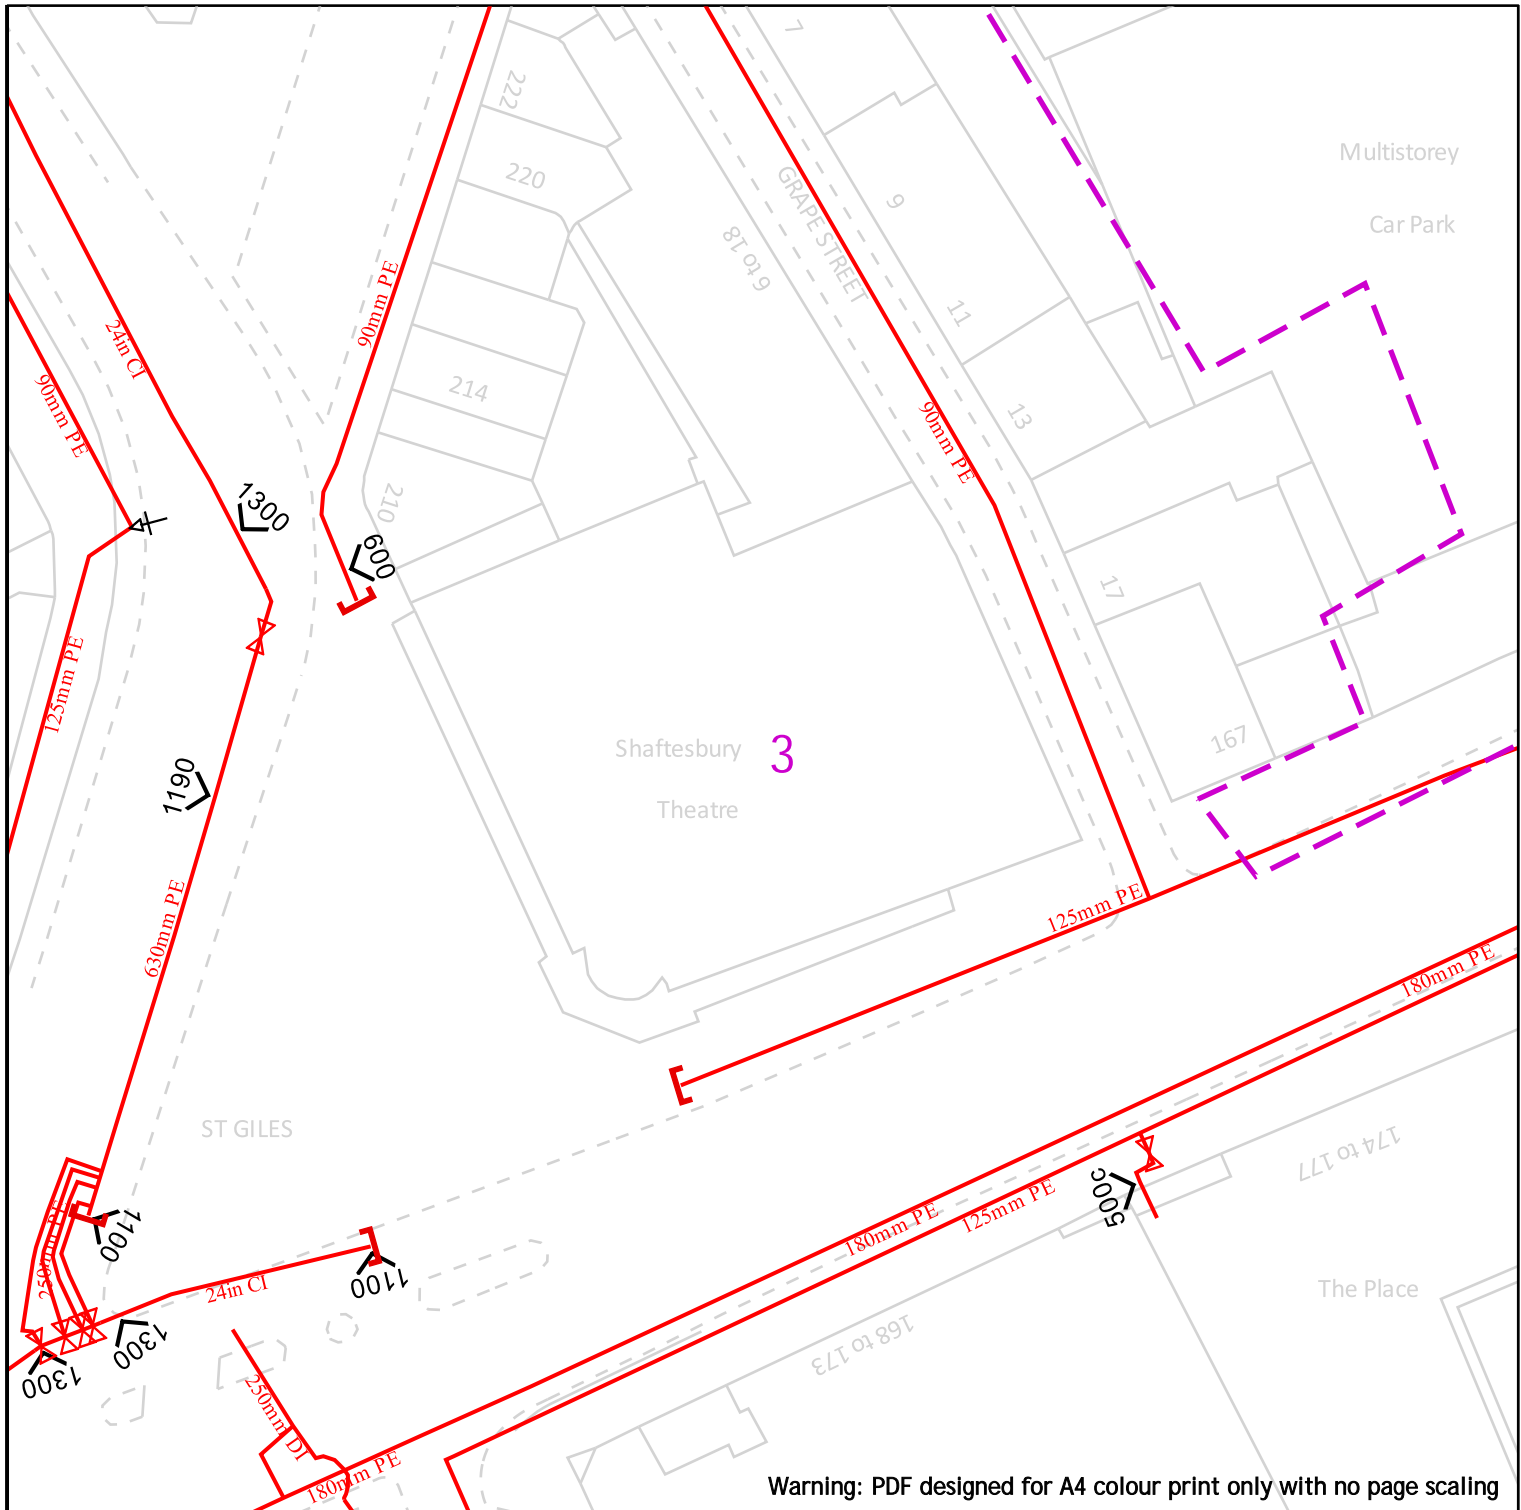 7
222
Multistorey
220
GRAPE STREET
9
Car Park
6 to 18
90mm PE
24in CI
11
214
90mm PE
90mm PE
13
210
1300
600
17
125mm PE
167
Shaftesbury
3
1190
Theatre
125mm PE
630mm PE
180mm PE
ST GILES
174 to 177
500c
125mm PE
180mm PE
250mm PE
1100
24in CI
1100
The Place
1300
168 to 173
1300
250mm DI
180mm PE
Warning: PDF designed for A4 colour print only with no page scaling